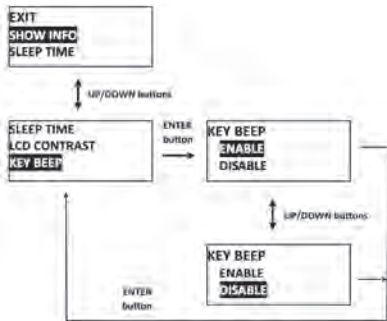 EXIT
SHOW INFO
SLEEP TIME
UP/DOWN buttons
SLEEP TIME
LCD CONTRAST
KEY BEEP
ENTER
button
KEY BEEP
ENABLE
DISABLE
UP/DOWN buttons
KEY BEEP
ENABLE
DISABLE
ENTER
button